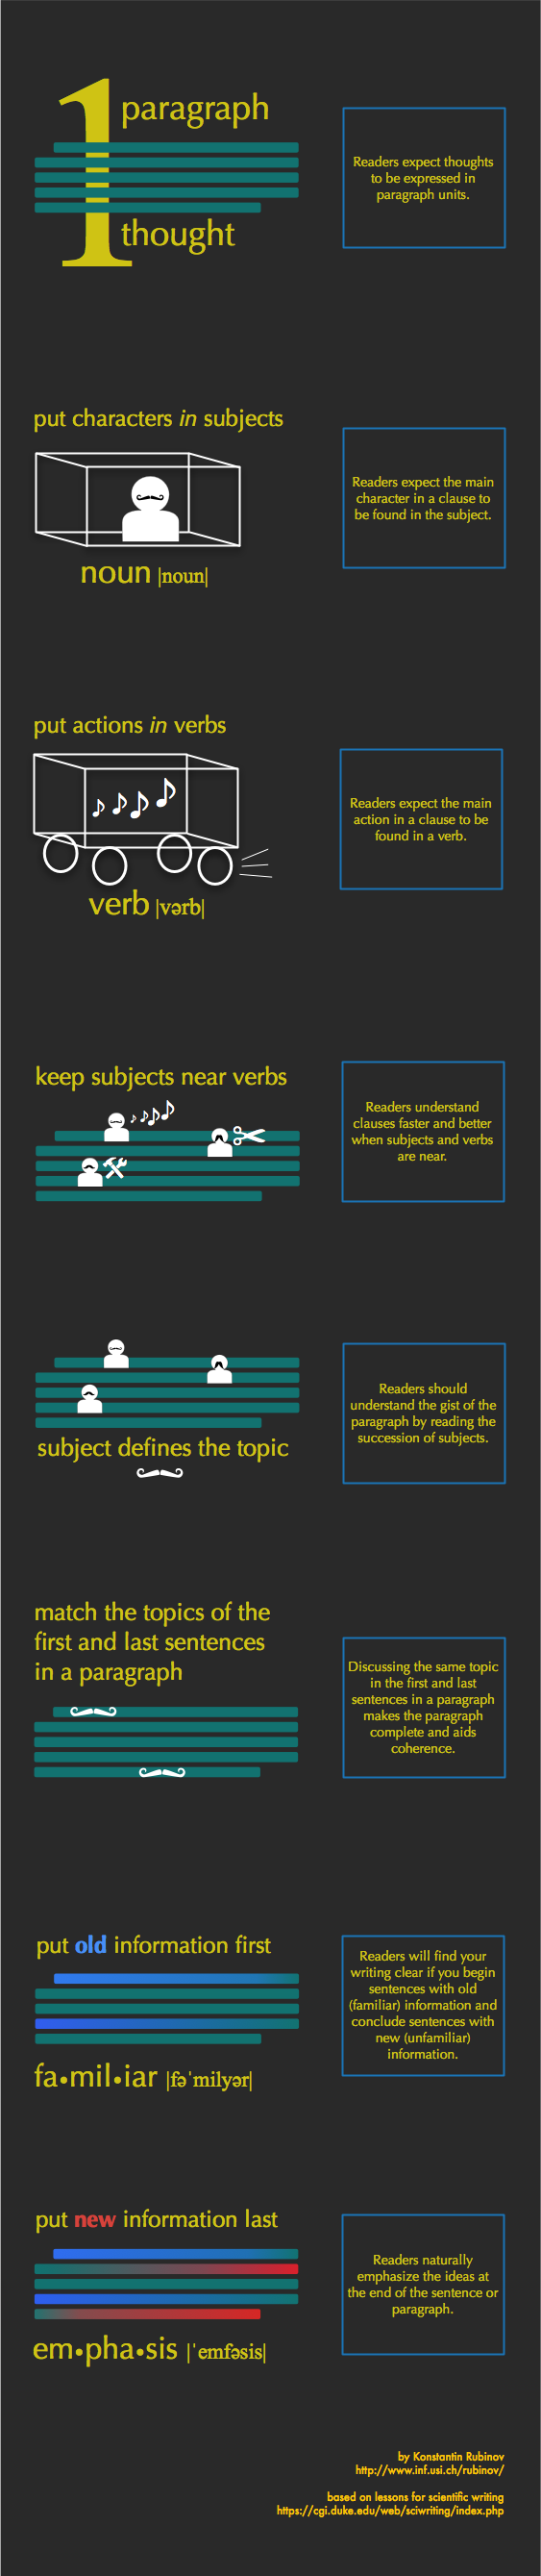 1
paragraph
thought
Readers expect thoughts
to be expressed in
paragraph units.
put characters in subjects
noun |noun|
Readers expect the main
character in a clause to
be found in the subject.
put actions in verbs
verb |vərb|
Readers expect the main
action in a clause to be
found in a verb.
keep subjects near verbs
Readers understand
clauses faster and better
when subjects and verbs
are near.
subject defines the topic
Readers should
understand the gist of the
paragraph by reading the
succession of subjects.
match the topics of the
first and last sentences
in a paragraph
Discussing the same topic
in the first and last
sentences in a paragraph
makes the paragraph
complete and aids
coherence.
put old information first
fa•mil•iar |fəˈmilyər|
Readers will find your
writing clear if you begin
sentences with old
(familiar) information and
conclude sentences with
new (unfamiliar)
information.
put new information last
em•pha•sis |ˈemfəsis|
Readers naturally
emphasize the ideas at
the end of the sentence or
paragraph.
by Konstantin Rubinov
http://www.inf.usi.ch/rubinov/
based on lessons for scientific writing
https://cgi.duke.edu/web/sciwriting/index.php